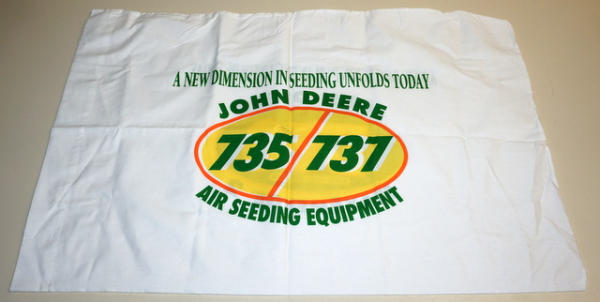 A NEW DIMENSION IN SEEDING UNFOLDS TODAY
JOHN DEERE
735/737
AIR SEEDING EQUIPMENT